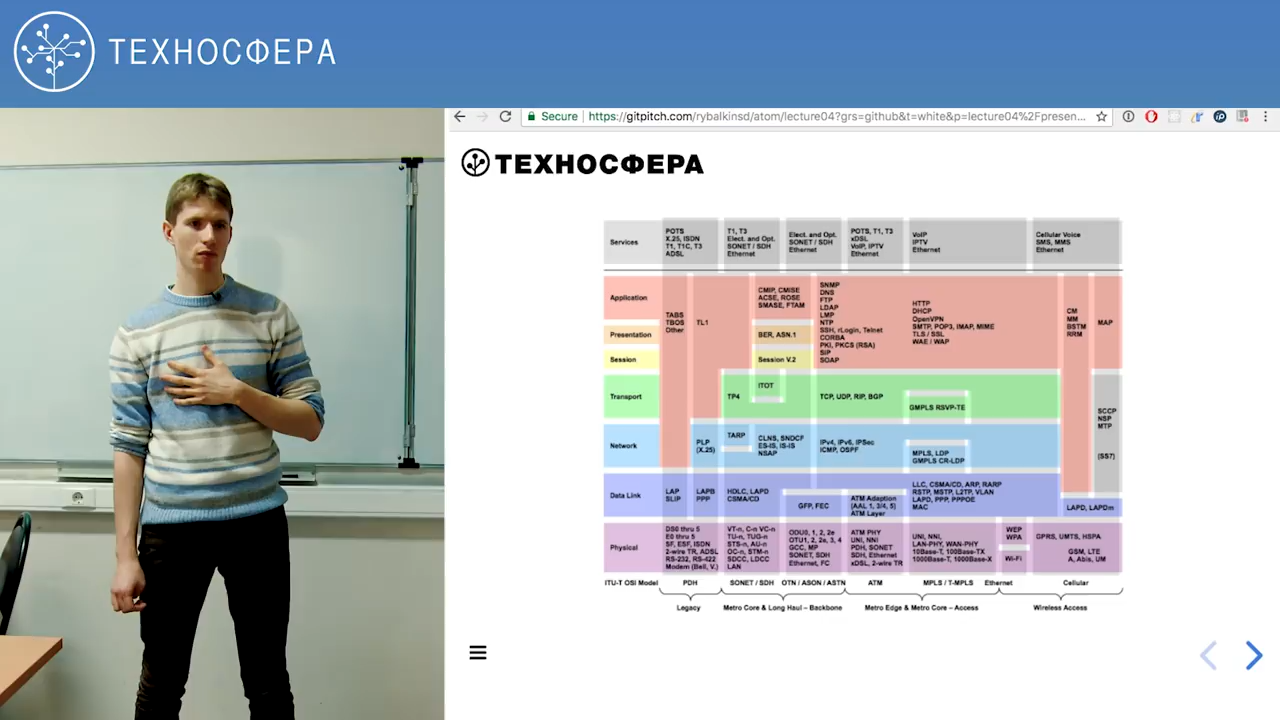 ТЕХНОСФЕРА
Secure
https://gitpitch.com/rybalkinsd/atom/lecture04?grs=github&t=white&p=lecture04%2Fpresen...
ТЕХНОСФЕРА
Services
POTS
X.25, ISDN
T1, T1C, T3
ADSL
T1, T3
Elect. and Opt.
SONET / SDH
Ethernet
Elect. and Opt.
SONET / SDH
Ethernet
POTS, T1, T3
xDSL
VoIP, IPTV
Ethernet
VoIP
IPTV
Ethernet
Cellular Voice
SMS, MMS
Ethernet
Application
Presentation
Session
TABS
TBOS
Other
TL1
CMIP, CMISE
ACSE, ROSE
SMASE, FTAM
BER, ASN.1
Session V.2
SNMP
DNS
FTP
LDAP
LMP
NTP
SSH, rLogin, Telnet
CORBA
PKI, PKCS (RSA)
SIP
SOAP
HTTP
DHCP
OpenVPN
SMTP, POP3, IMAP, MIME
TLS / SSL
WAE / WAP
CM
MM
BSTM
RRM
MAP
Transport
TP4
ITOT
TCP, UDP, RIP, BGP
GMPLS RSVP-TE
SCCP
NSP
MTP
(SS7)
Network
PLP
(X.25)
TARP
CLNS, SNDCF
ES-IS, IS-IS
NSAP
IPv4, IPv6, IPSec
ICMP, OSPF
MPLS, LDP
GMPLS CR-LDP
Data Link
LAP
SLIP
LAPB
PPP
HDLC, LAPD
CSMA/CD
GFP, FEC
ATM Adaption
(AAL 1, 3/4, 5)
ATM Layer
LLC, CSMA/CD, ARP, RARP
RSTP, MSTP, L2TP, VLAN
LAPD, PPP, PPPOE
MAC
LAPD, LAPDm
Physical
DS0 thru 5
E0 thru 5
SF, ESF, ISDN
2-wire TR, ADSL
RS-232, RS-422
Modem (Bell, V.)
VT-n, C-n VC-n
TU-n, TUG-n
STS-n, AU-n
OC-n, STM-n
SDCC, LDCC
LAN
ODU0, 1, 2, 2e
OTU1, 2, 2e, 3, 4
GCC, MP
SONET, SDH
Ethernet, FC
ATM PHY
UNI, NNI
PDH, SONET
SDH, Ethernet
xDSL, 2-wire TR
UNI, NNI,
LAN-PHY, WAN-PHY
10Base-T, 100Base-TX
1000Base-T, 1000Base-X
WEP
WPA
Wi-Fi
GPRS, UMTS, HSPA
GSM, LTE
A, Abis, UM
ITU-T OSI Model
PDH
SONET / SDH
OTN / ASON / ASTN
ATM
MPLS / T-MPLS
Ethernet
Cellular
Legacy
Metro Core & Long Haul – Backbone
Metro Edge & Metro Core – Access
Wireless Access